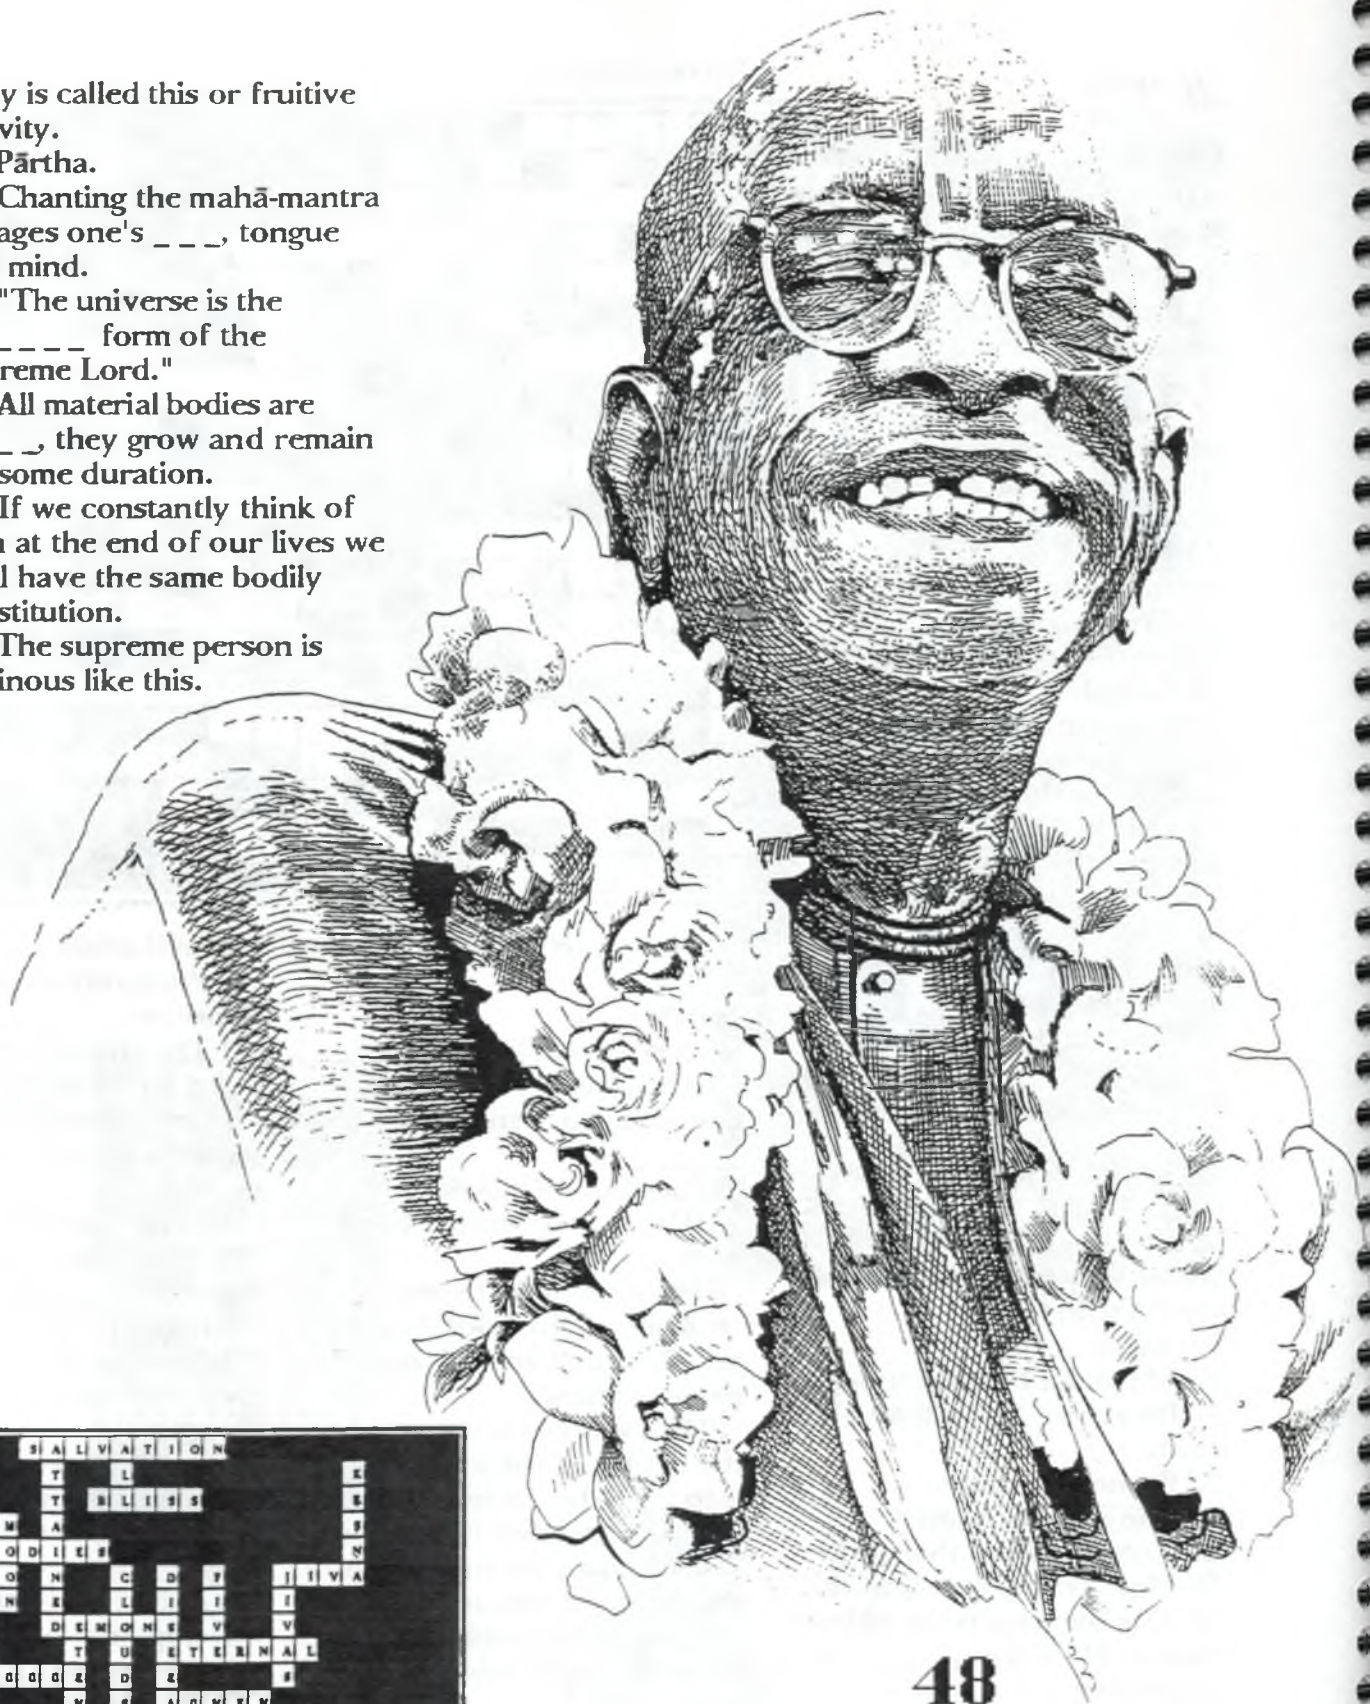 y is called this or fruitive
vity.
Pārtha.
Chanting the mahā-mantra
ages one's _ _ _, tongue
mind.
"The universe is the
_ _ _ _ form of the
reme Lord."
All material bodies are
_ _, they grow and remain
some duration.
If we constantly think of
at the end of our lives we
l have the same bodily
stitution.
The supreme person is
inous like this.
SALVATION
BLISS
ODIES
JIVA
DEMONS
ETERNAL
48